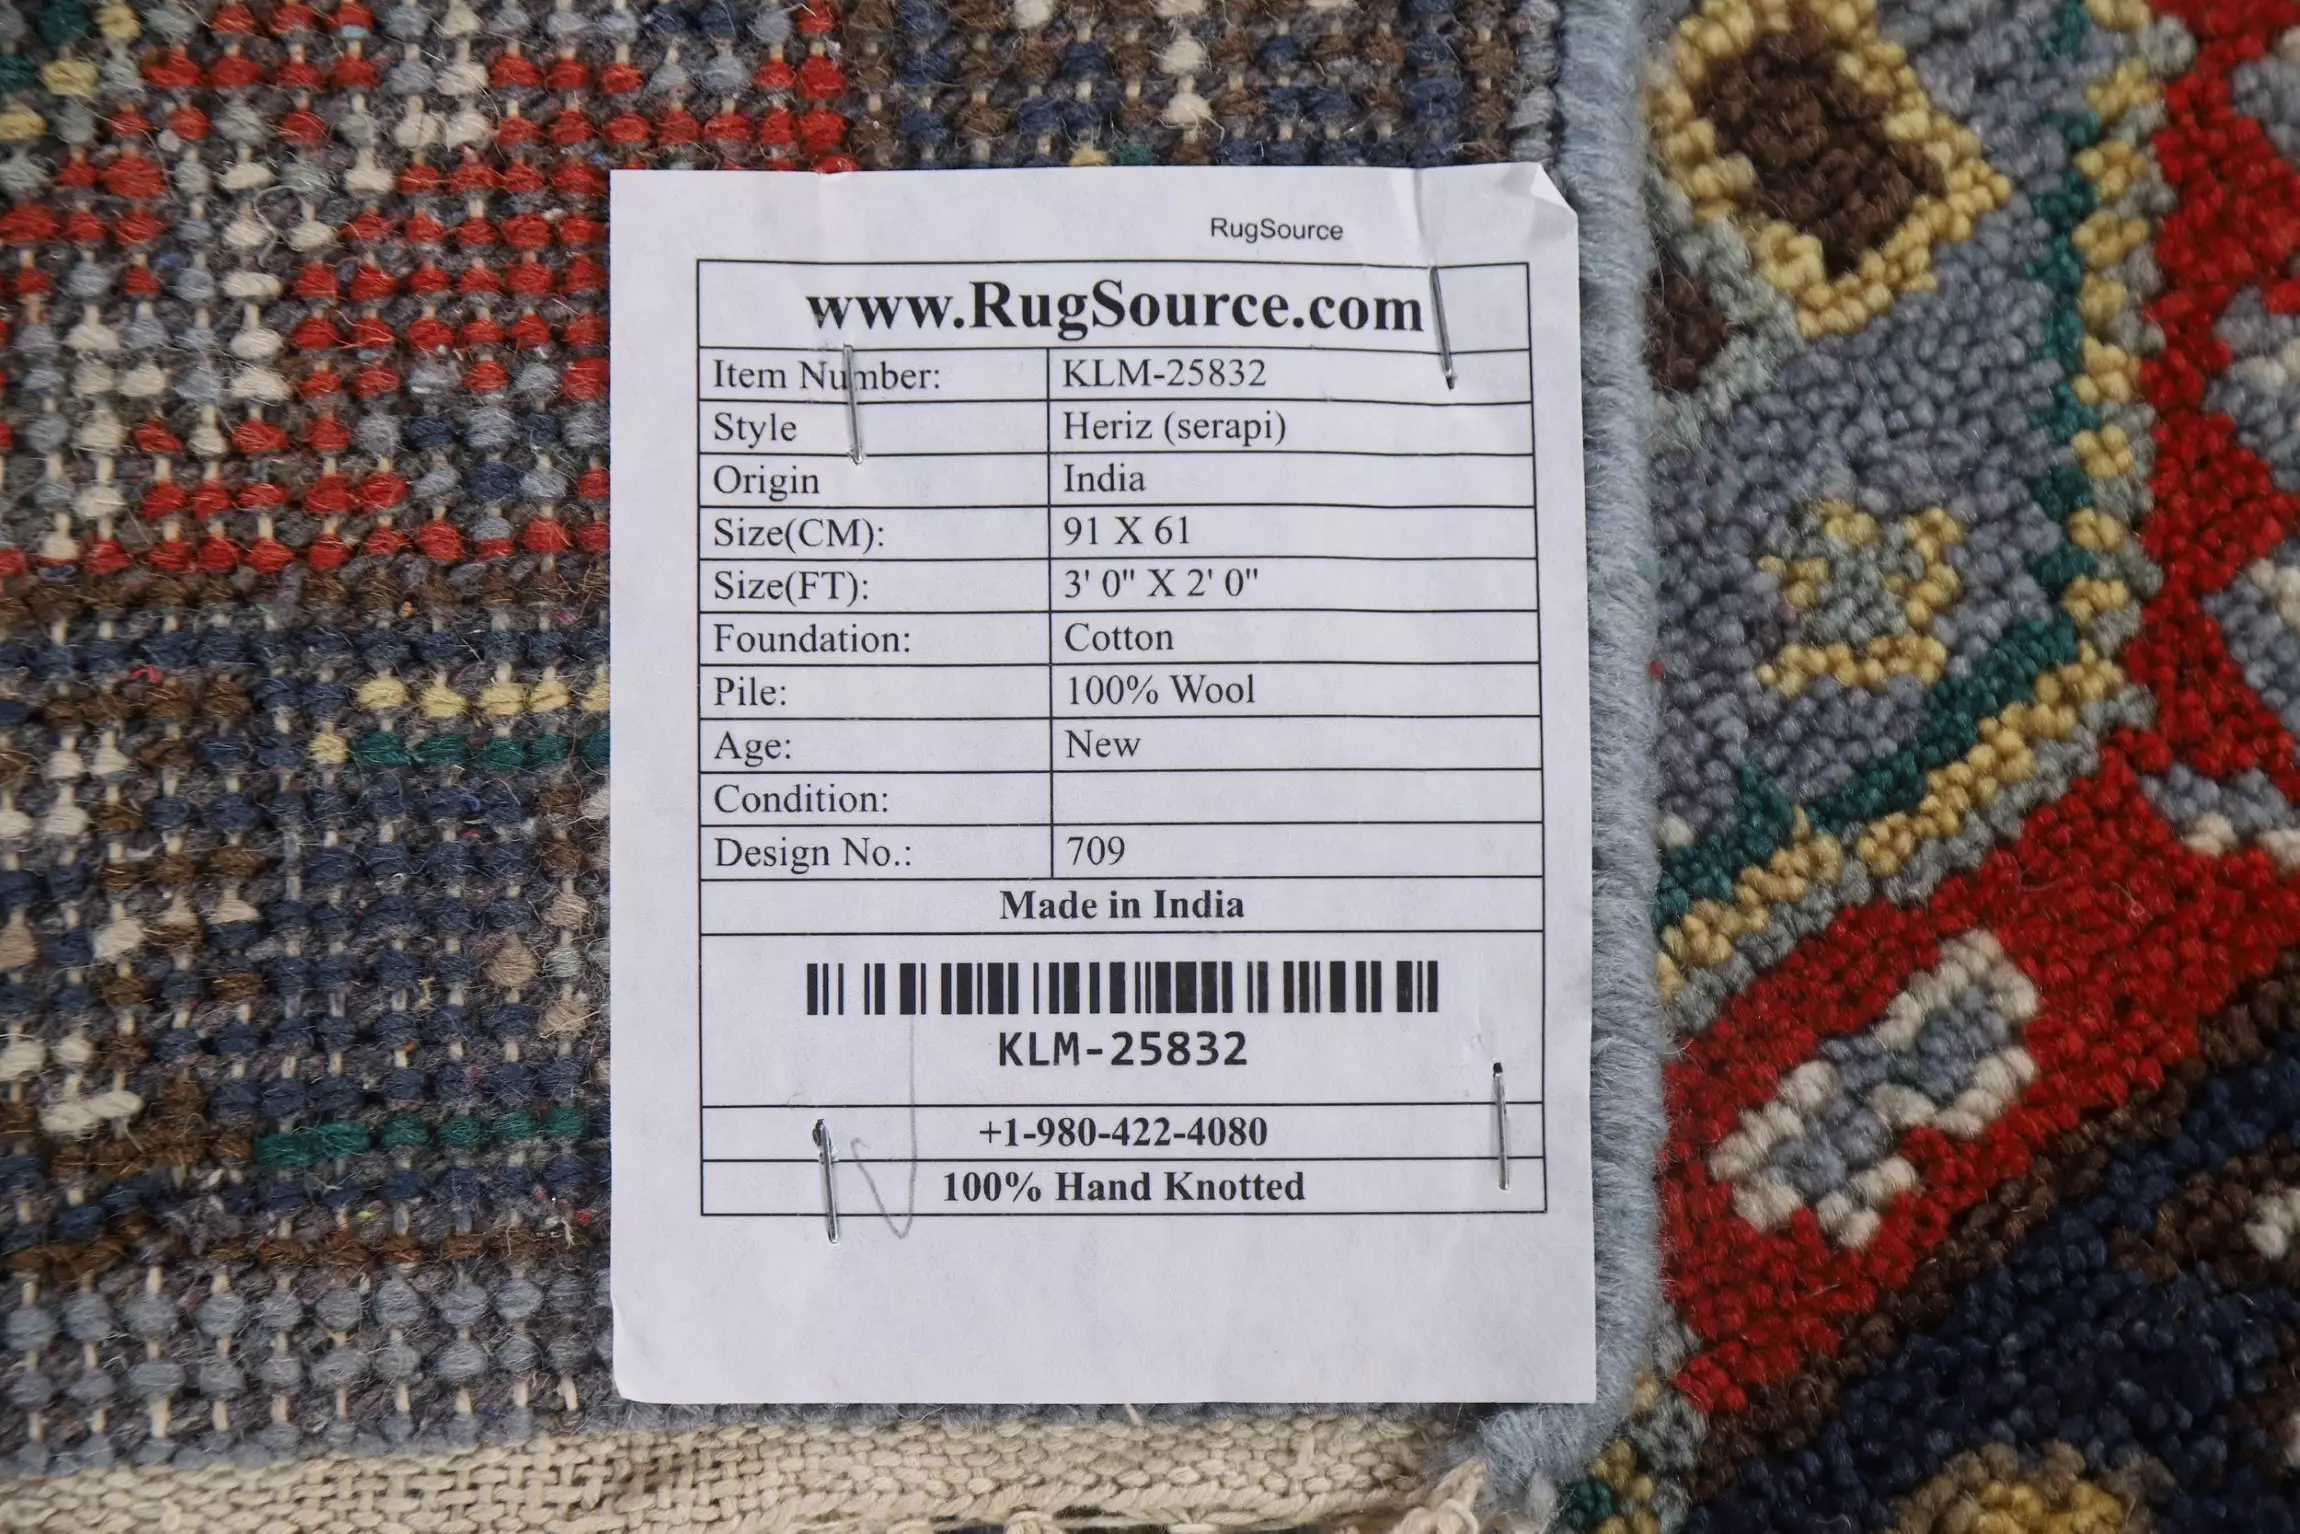 RugSource
www.RugSource.com
Item Number: KLM-25832
Style Heriz (serapi)
Origin India
Size(CM): 91 X 61
Size(FT): 3' 0" X 2' 0"
Foundation: Cotton
Pile: 100% Wool
Age: New
Condition:
Design No.: 709
Made in India
KLM-25832
+1-980-422-4080
100% Hand Knotted